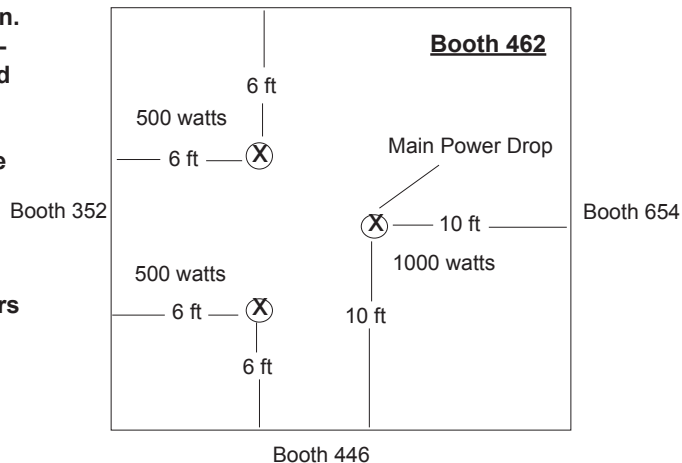 n.
–
d
e
rs
Booth 462
6 ft
500 watts
6 ft
X
Main Power Drop
Booth 352
X
10 ft
Booth 654
1000 watts
500 watts
6 ft
X
10 ft
6 ft
Booth 446